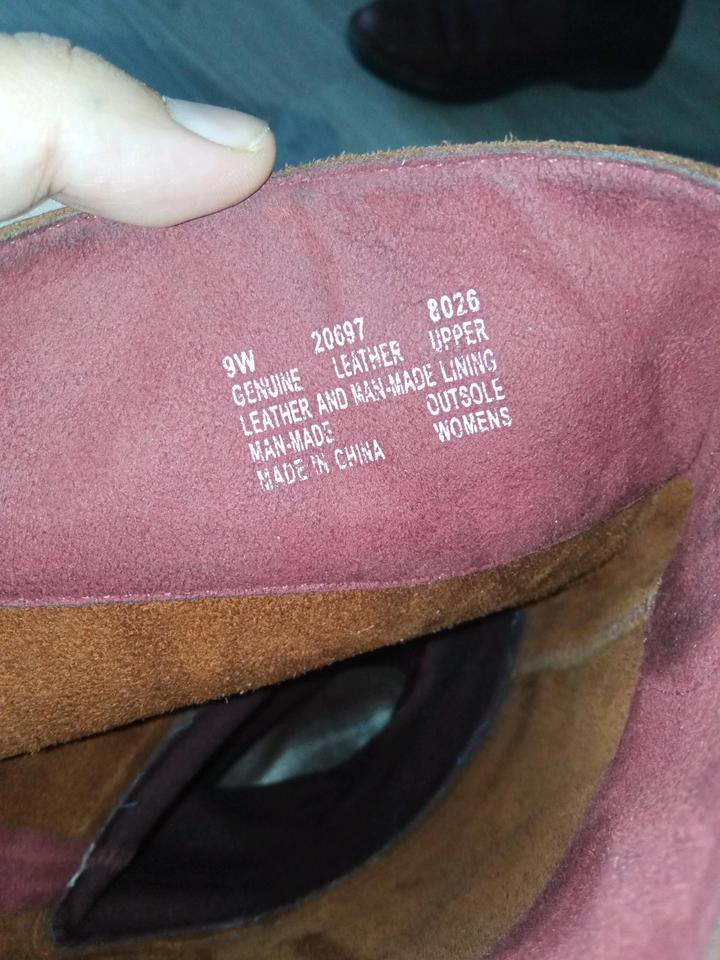 9W 20697 8026
GENUINE LEATHER UPPER
LEATHER AND MAN-MADE LINING
MAN-MADE OUTSOLE
MADE IN CHINA WOMENS